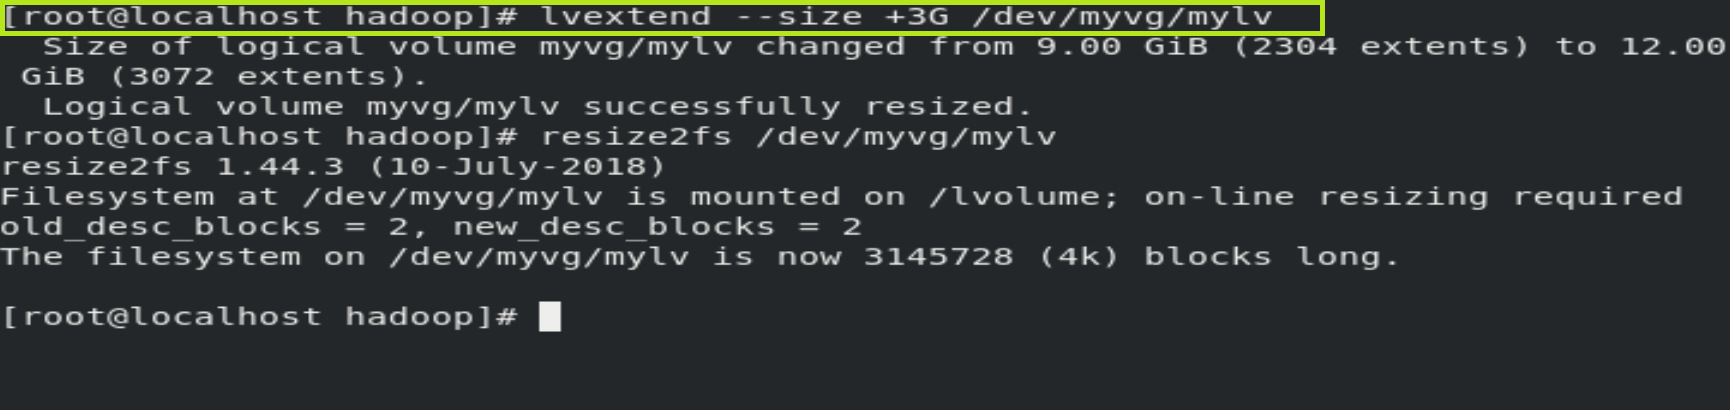 [root@localhost hadoop]# lvextend --size +3G /dev/myvg/mylv
  Size of logical volume myvg/mylv changed from 9.00 GiB (2304 extents) to 12.00
 GiB (3072 extents).
  Logical volume myvg/mylv successfully resized.
[root@localhost hadoop]# resize2fs /dev/myvg/mylv
resize2fs 1.44.3 (10-July-2018)
Filesystem at /dev/myvg/mylv is mounted on /lvolume; on-line resizing required
old_desc_blocks = 2, new_desc_blocks = 2
The filesystem on /dev/myvg/mylv is now 3145728 (4k) blocks long.
[root@localhost hadoop]#